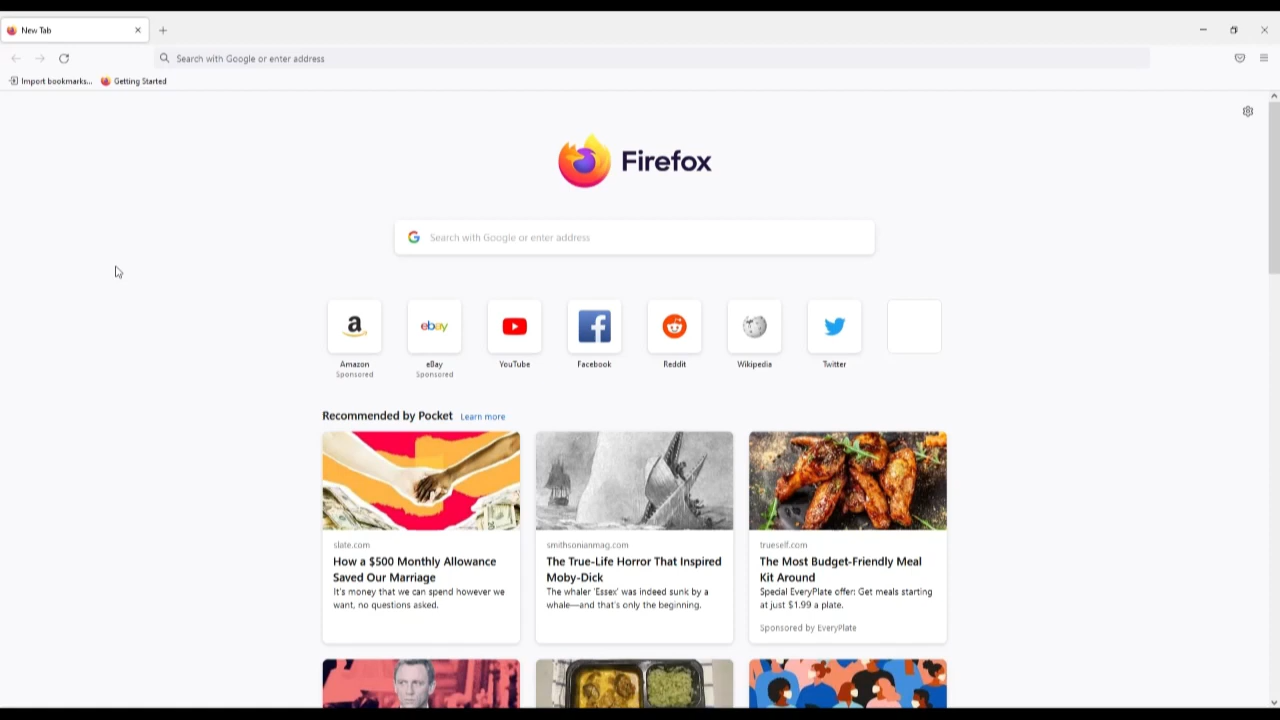 New Tab
Search with Google or enter address
Import bookmarks...
Getting Started
Firefox
Search with Google or enter address
a
ebay
Amazon
Sponsored
eBay
Sponsored
YouTube
Facebook
Reddit
Wikipedia
Twitter
Recommended by Pocket Learn more
slate.com
How a $500 Monthly Allowance
Saved Our Marriage
It's money that we can spend however we
want, no questions asked.
smithsonianmag.com
The True-Life Horror That Inspired
Moby-Dick
The whaler 'Essex' was indeed sunk by a
whale—and that's only the beginning.
trueself.com
The Most Budget-Friendly Meal
Kit Around
Special EveryPlate offer: Get meals starting
at just $1.99 a plate.
Sponsored by EveryPlate